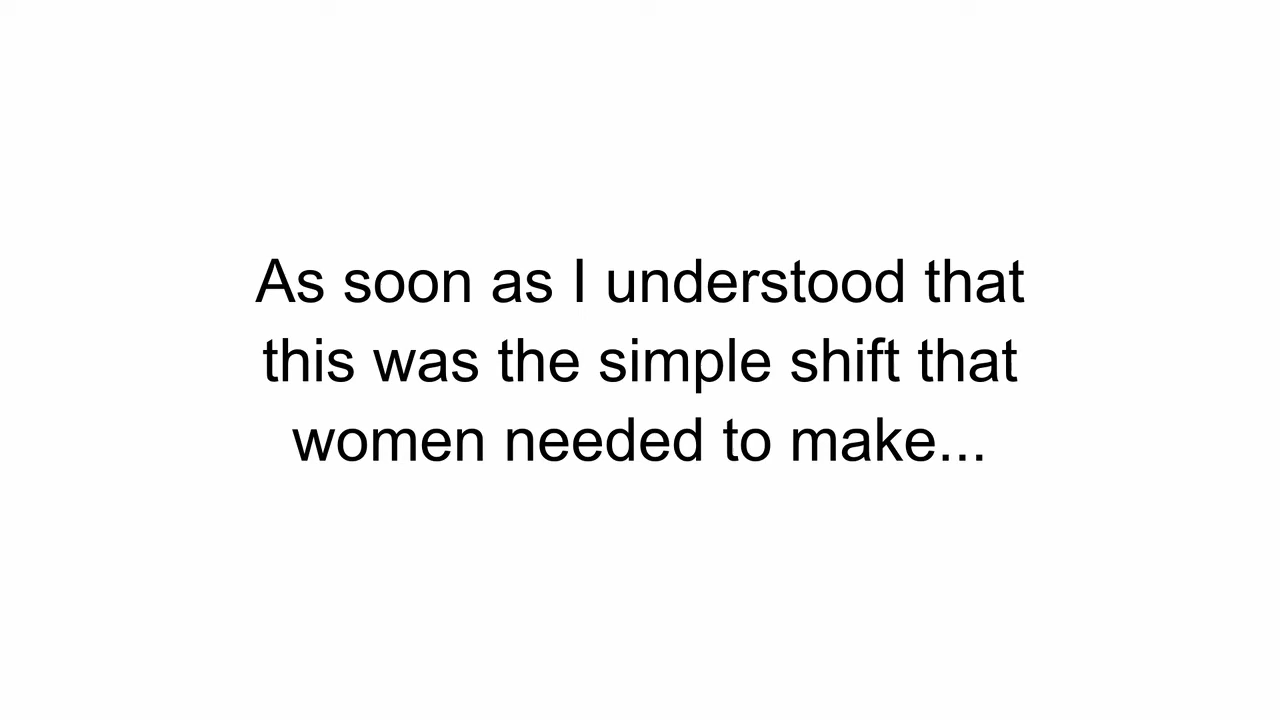 As soon as I understood that
this was the simple shift that
women needed to make...